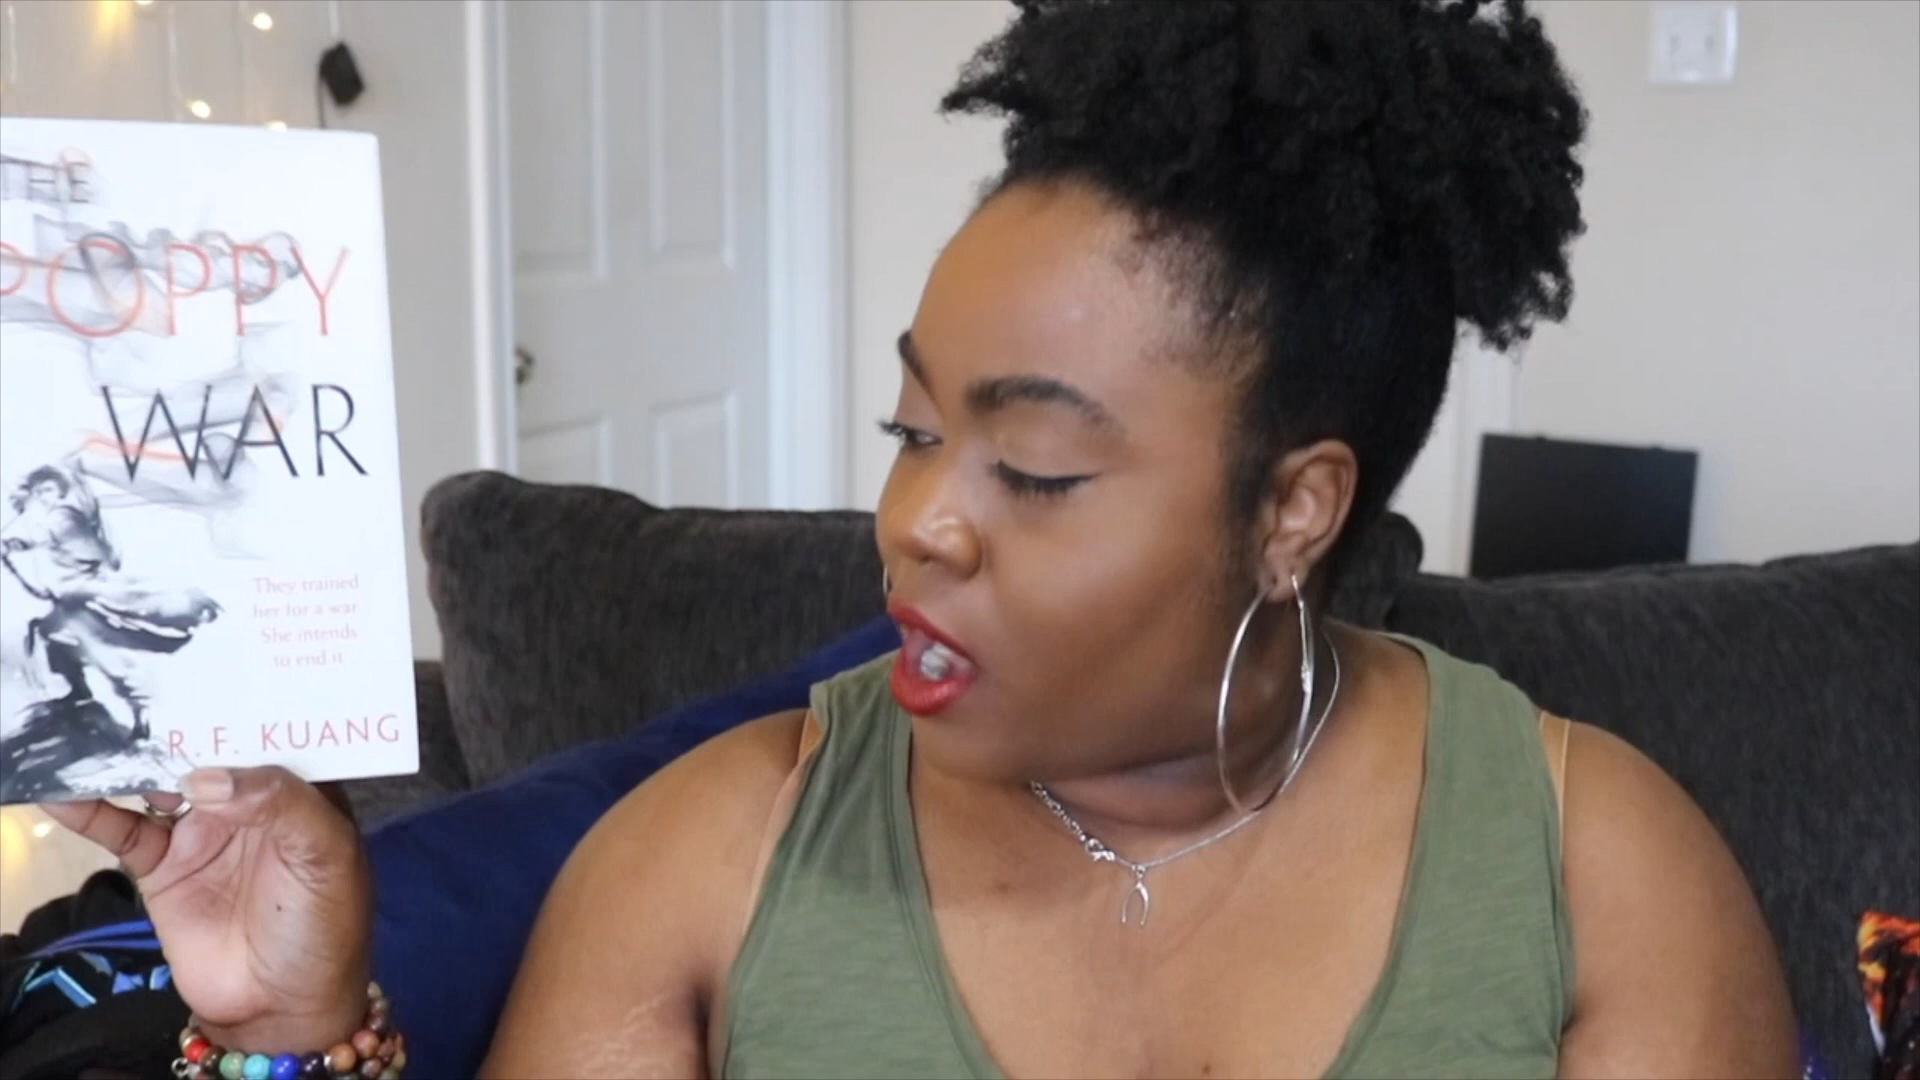 THE
POPPY
WAR
They trained
her for a war
She intends
to end it
R.F. KUANG